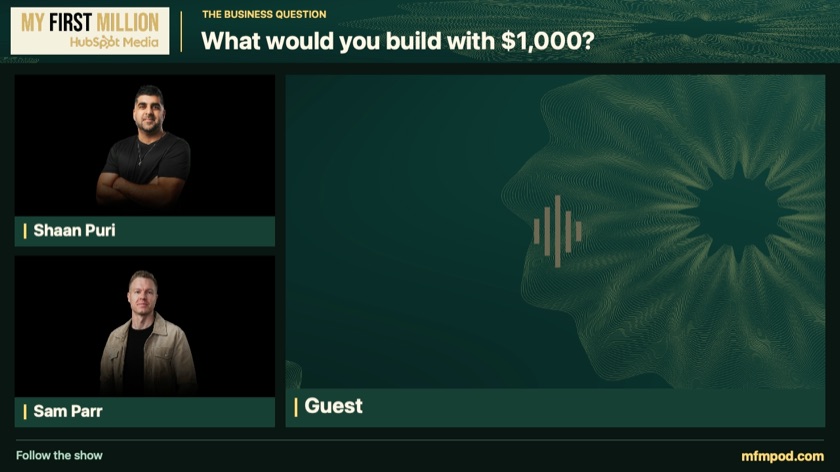 MY FIRST MILLION
HubSpot Media
THE BUSINESS QUESTION
What would you build with $1,000?
Shaan Puri
Sam Parr
Guest
Follow the show
mfmpod.com